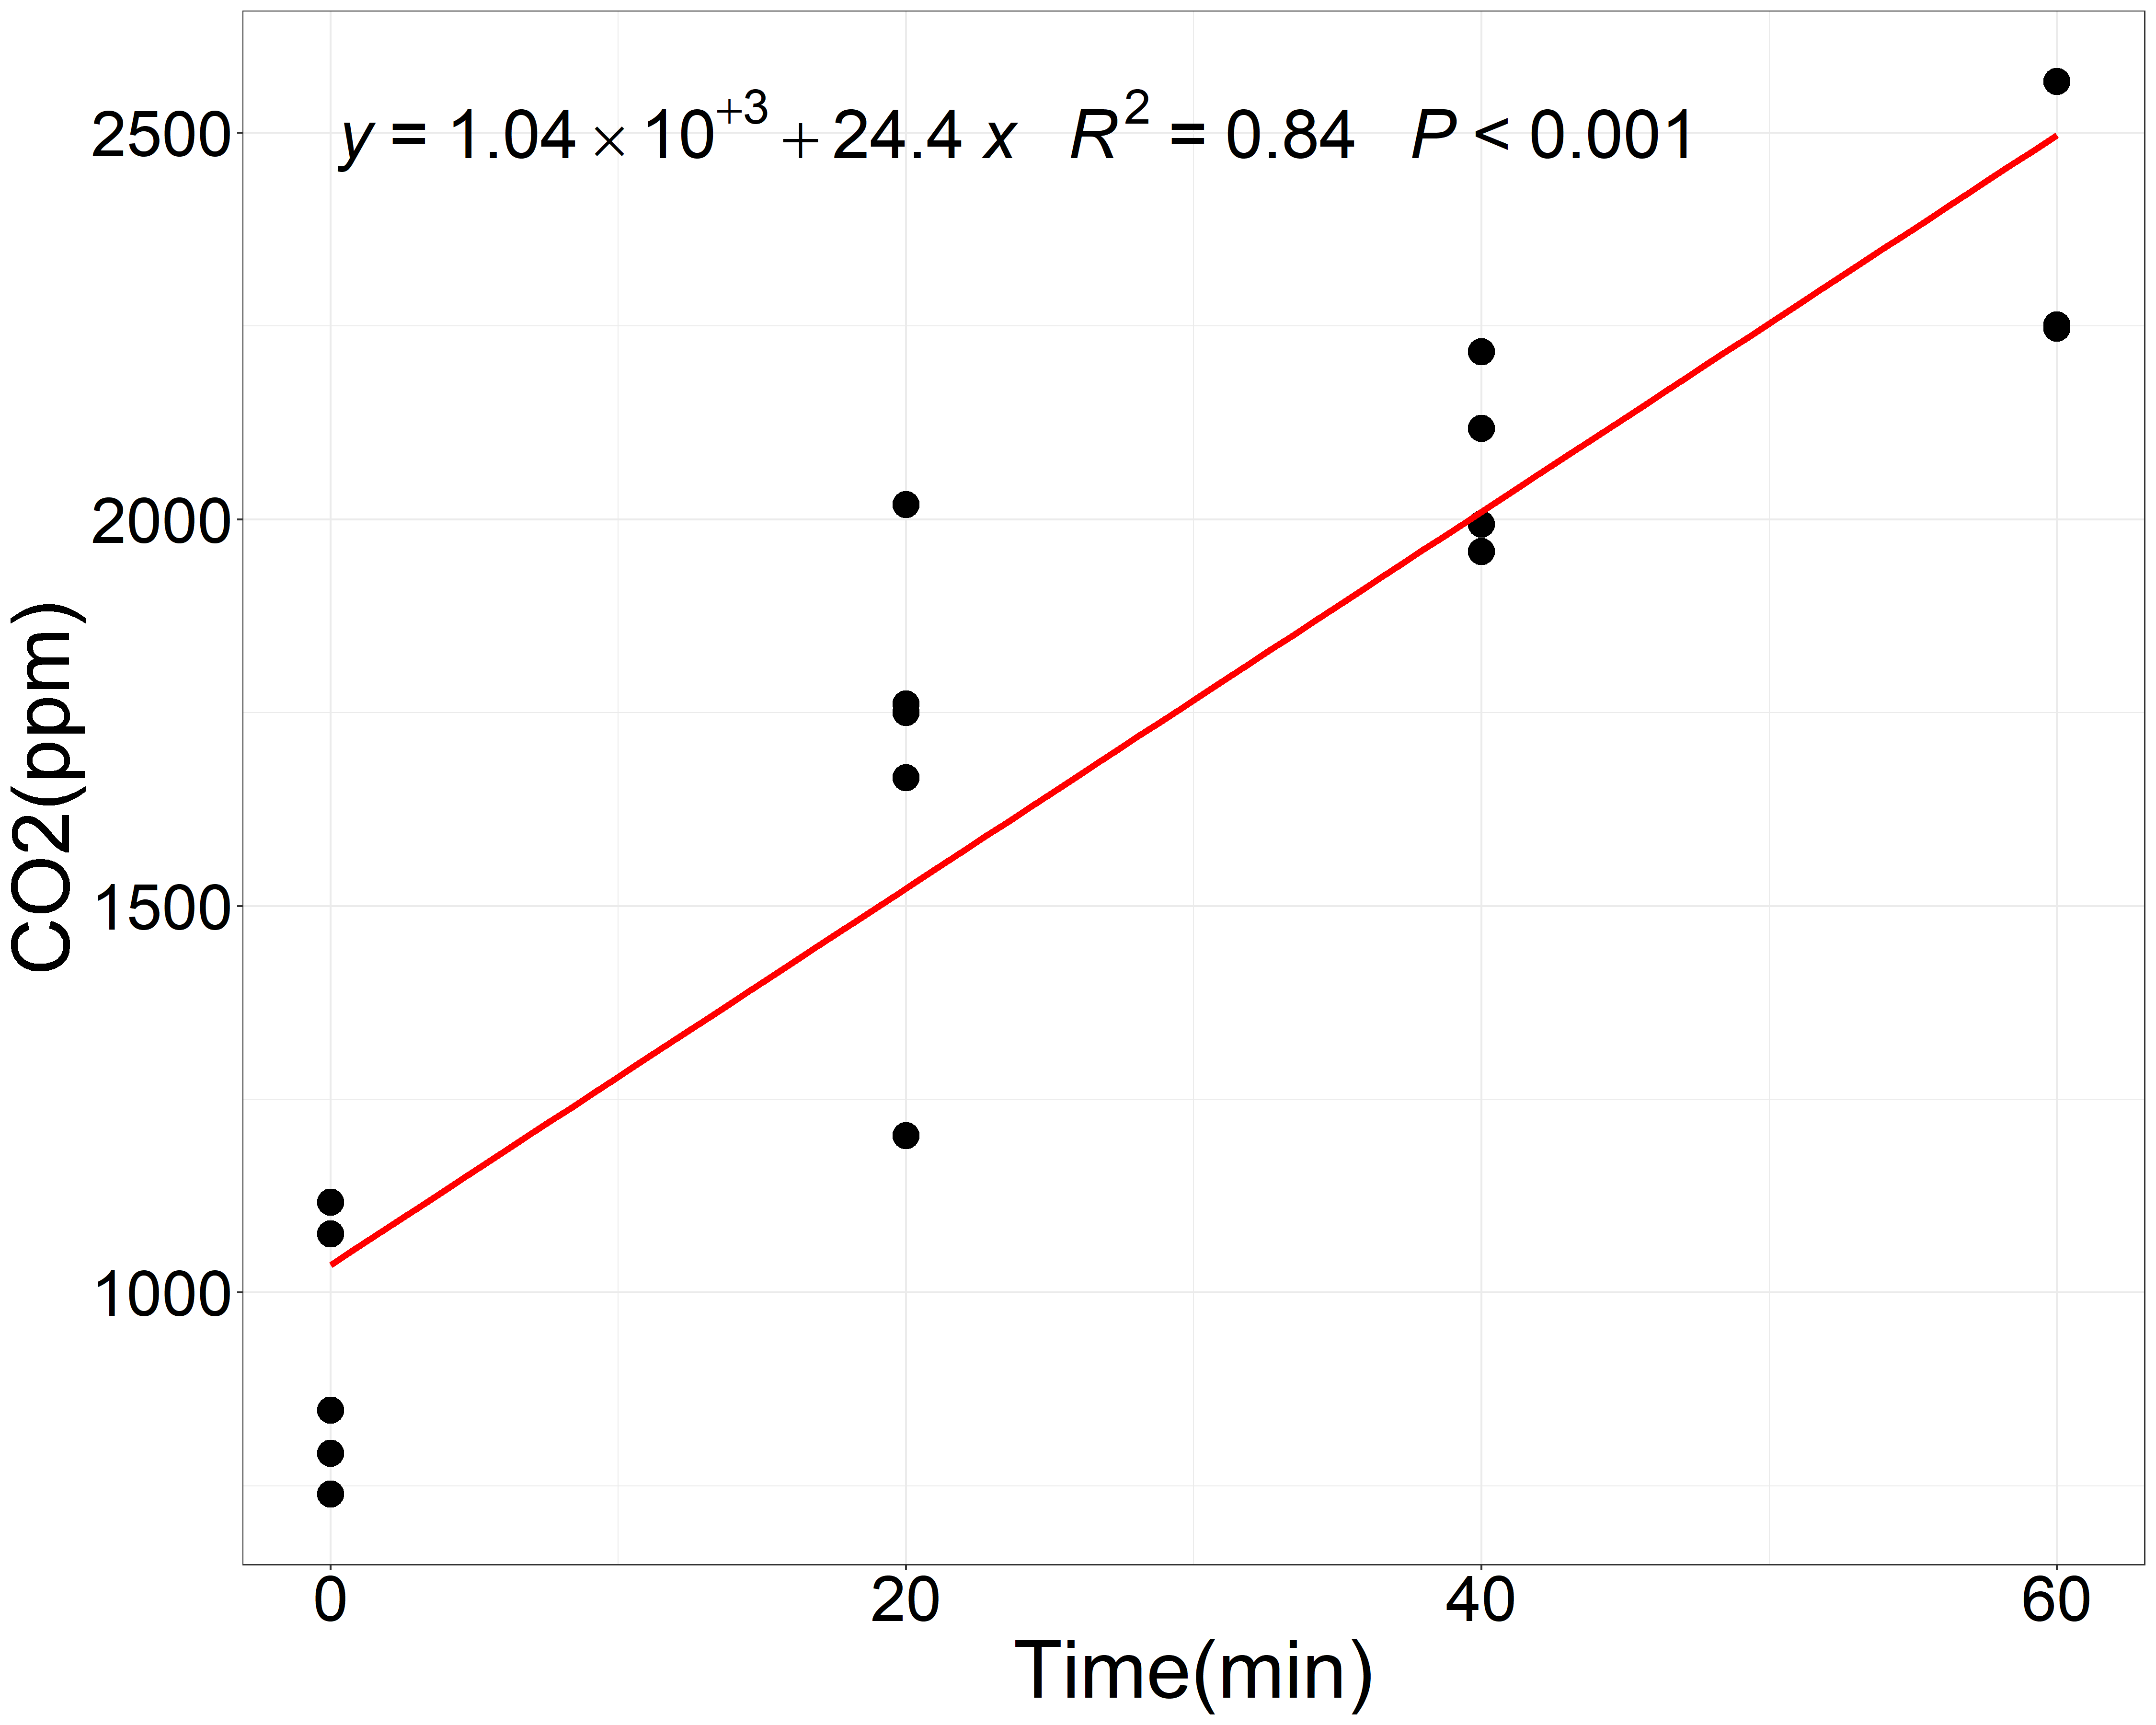 y = 1.04 × 10⁺³ + 24.4 x R² = 0.84 P < 0.001
2500
2000
1500
1000
CO2(ppm)
0 20 40 60
Time(min)